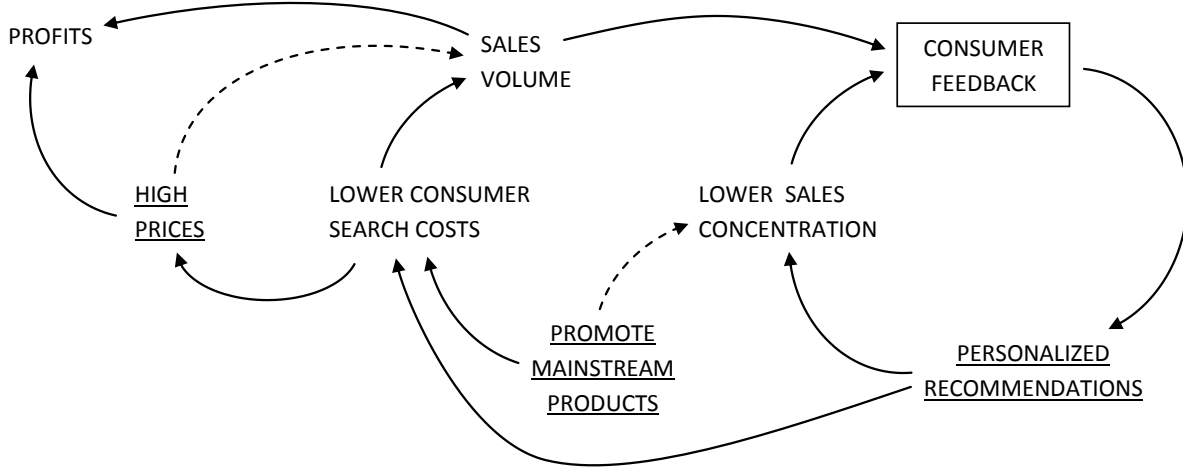 PROFITS
SALES
VOLUME
CONSUMER
FEEDBACK
HIGH
PRICES
LOWER CONSUMER
SEARCH COSTS
LOWER SALES
CONCENTRATION
PROMOTE
MAINSTREAM
PRODUCTS
PERSONALIZED
RECOMMENDATIONS